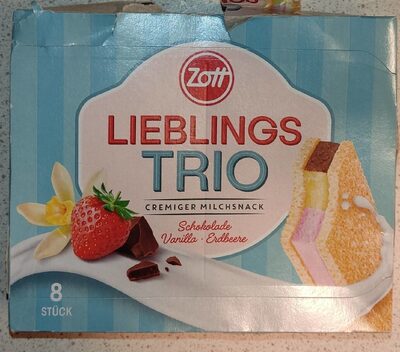 Zott
LIEBLINGS
TRIO
CREMIGER MILCHSNACK
Schokolade
Vanilla · Erdbeere
8
STÜCK